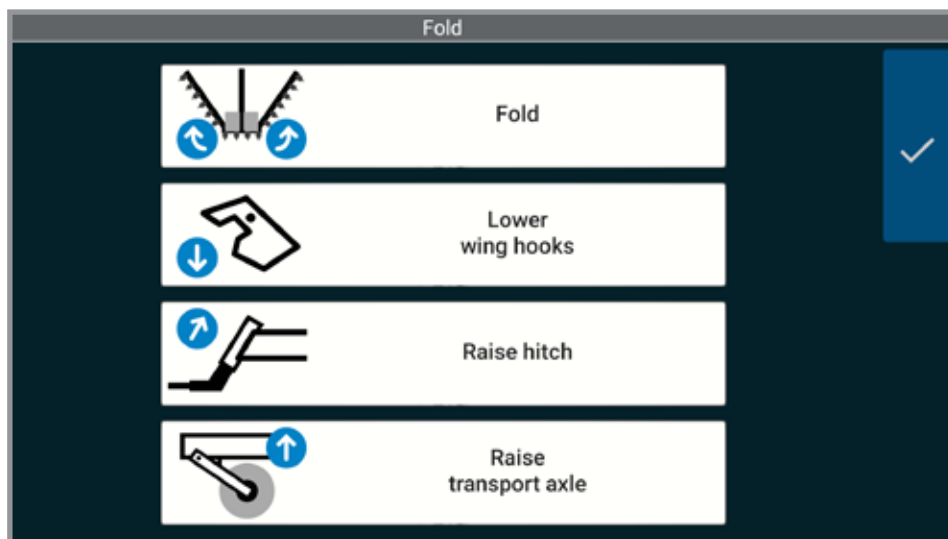 Fold
Fold
Lower
wing hooks
Raise hitch
Raise
transport axle